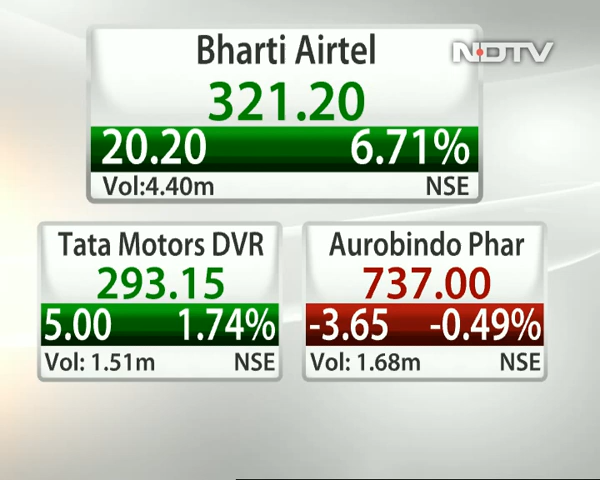 Bharti Airtel
NDTV
321.20
20.20 6.71%
Vol:4.40m NSE
Tata Motors DVR
293.15
5.00 1.74%
Vol: 1.51m NSE
Aurobindo Phar
737.00
-3.65 -0.49%
Vol: 1.68m NSE